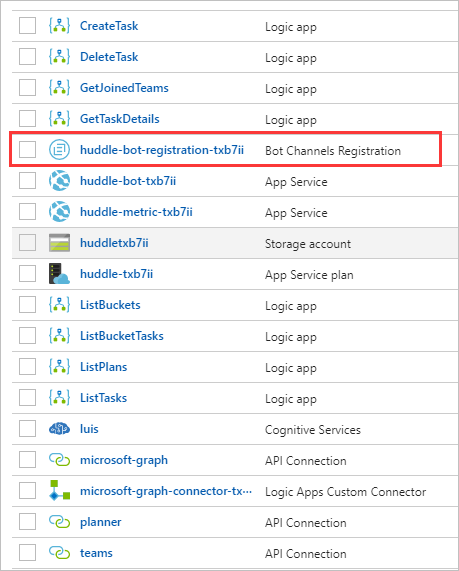 CreateTask Logic app
DeleteTask Logic app
GetJoinedTeams Logic app
GetTaskDetails Logic app
huddle-bot-registration-txb7ii Bot Channels Registration
huddle-bot-txb7ii App Service
huddle-metric-txb7ii App Service
huddletxb7ii Storage account
huddle-txb7ii App Service plan
ListBuckets Logic app
ListBucketTasks Logic app
ListPlans Logic app
ListTasks Logic app
luis Cognitive Services
microsoft-graph API Connection
microsoft-graph-connector-tx··· Logic Apps Custom Connector
planner API Connection
teams API Connection